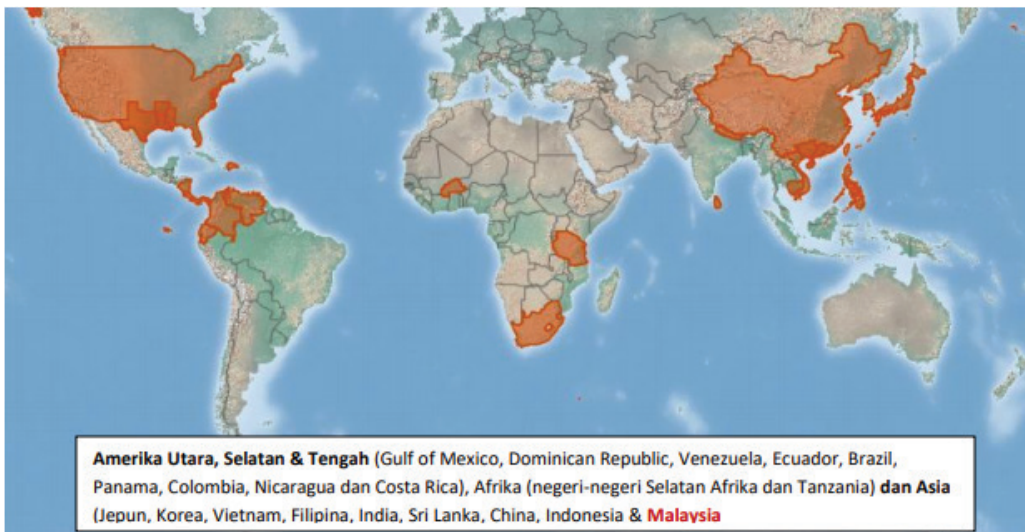 Amerika Utara, Selatan & Tengah (Gulf of Mexico, Dominican Republic, Venezuela, Ecuador, Brazil,
Panama, Colombia, Nicaragua dan Costa Rica), Afrika (negeri-negeri Selatan Afrika dan Tanzania) dan Asia
(Jepun, Korea, Vietnam, Filipina, India, Sri Lanka, China, Indonesia & Malaysia